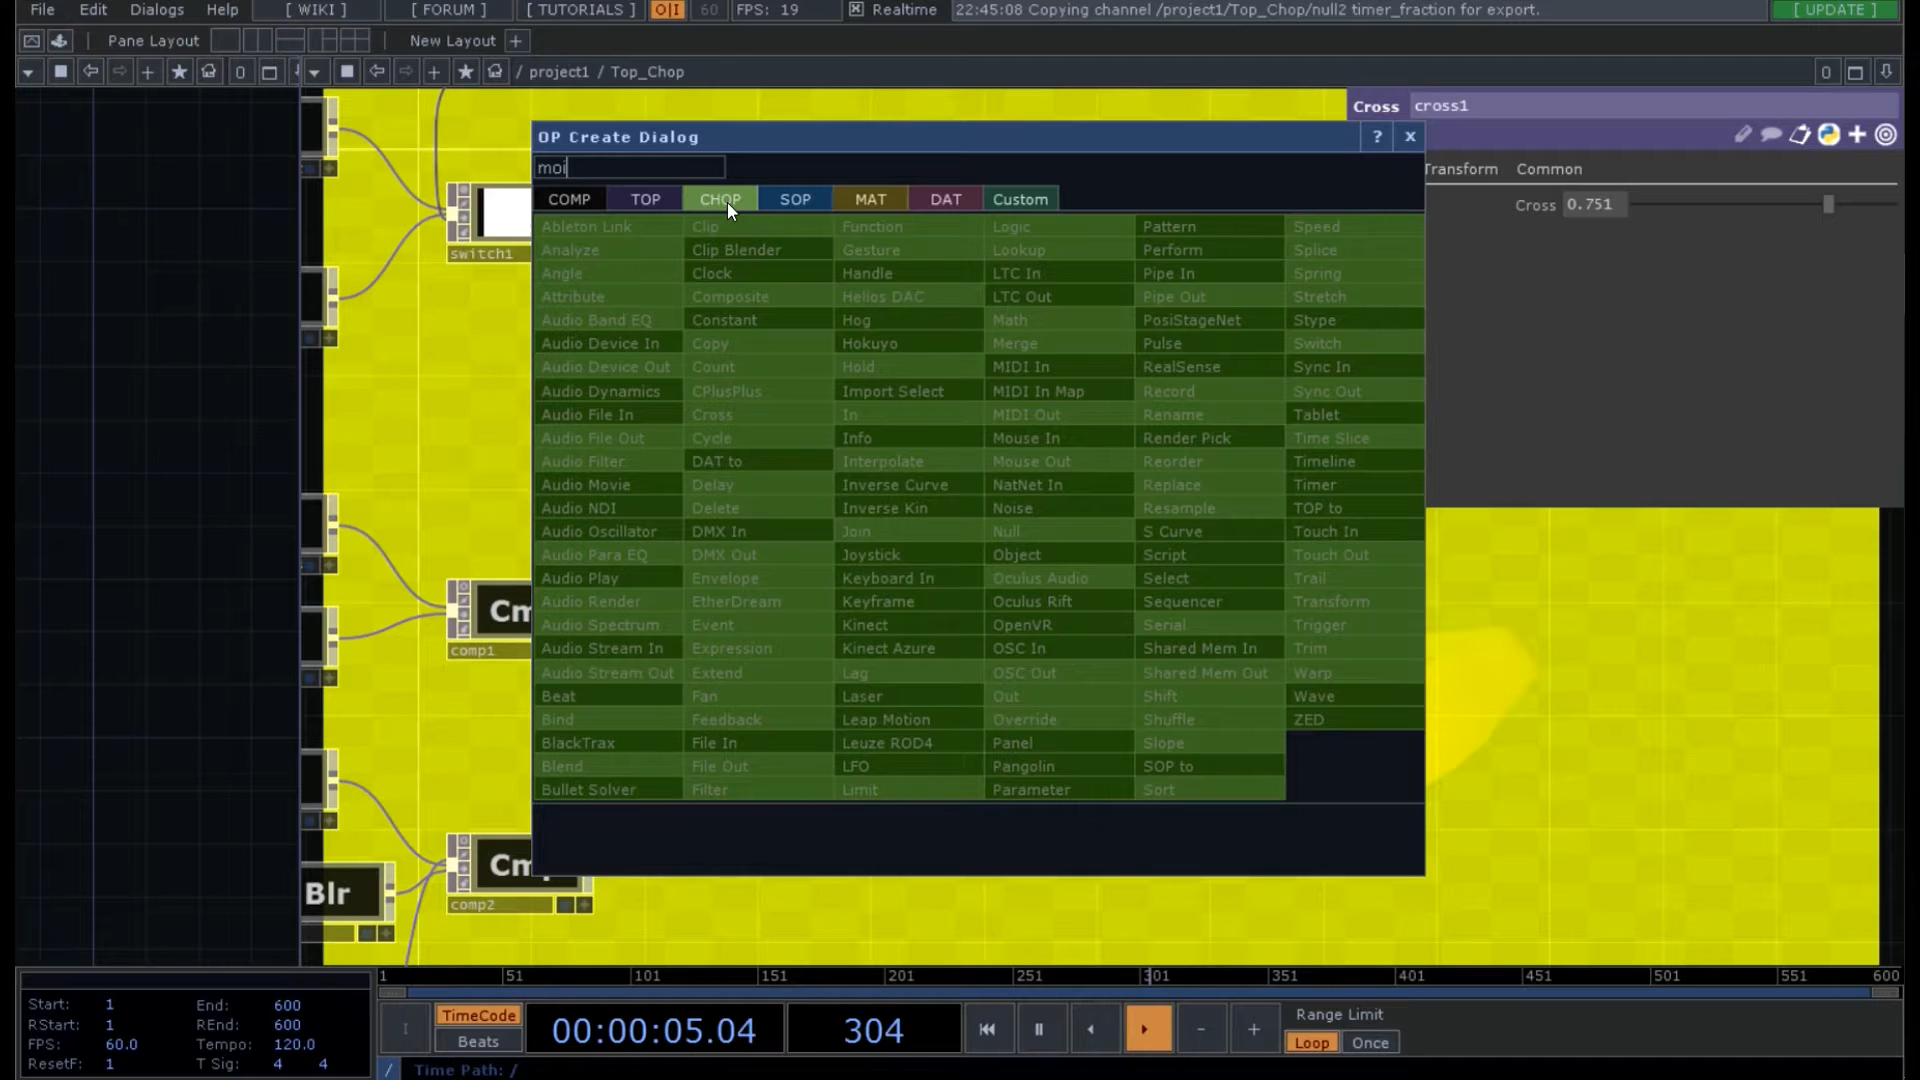 File Edit Dialogs Help [ WIKI ] [ FORUM ] [ TUTORIALS ] O|I 60 FPS: 19 Realtime 22:45:08 Copying channel /project1/Top_Chop/null2 timer_fraction for export. [ UPDATE ]
Pane Layout New Layout +
0 / project1 / Top_Chop 0
Cross cross1
OP Create Dialog ? x
moi
Transform Common
COMP TOP CHOP SOP MAT DAT Custom
Cross 0.751
Ableton Link Clip Function Logic Pattern Speed
Analyze Clip Blender Gesture Lookup Perform Splice
switch1
Angle Clock Handle LTC In Pipe In Spring
Attribute Composite Helios DAC LTC Out Pipe Out Stretch
Audio Band EQ Constant Hog Math PosiStageNet Stype
Audio Device In Copy Hokuyo Merge Pulse Switch
Audio Device Out Count Hold MIDI In RealSense Sync In
Audio Dynamics CPlusPlus Import Select MIDI In Map Record Sync Out
Audio File In Cross In MIDI Out Rename Tablet
Audio File Out Cycle Info Mouse In Render Pick Time Slice
Audio Filter DAT to Interpolate Mouse Out Reorder Timeline
Audio Movie Delay Inverse Curve NatNet In Replace Timer
Audio NDI Delete Inverse Kin Noise Resample TOP to
Audio Oscillator DMX In Join Null S Curve Touch In
Audio Para EQ DMX Out Joystick Object Script Touch Out
Audio Play Envelope Keyboard In Oculus Audio Select Trail
Audio Render EtherDream Keyframe Oculus Rift Sequencer Transform
Cm
Audio Spectrum Event Kinect OpenVR Serial Trigger
comp1
Audio Stream In Expression Kinect Azure OSC In Shared Mem In Trim
Audio Stream Out Extend Lag OSC Out Shared Mem Out Warp
Beat Fan Laser Out Shift Wave
Bind Feedback Leap Motion Override Shuffle ZED
BlackTrax File In Leuze ROD4 Panel Slope
Blend File Out LFO Pangolin SOP to
Bullet Solver Filter Limit Parameter Sort
Cm
Blr
comp2
1 51 101 151 201 251 301 351 401 451 501 551 600
Start: 1 End: 600
RStart: 1 REnd: 600
FPS: 60.0 Tempo: 120.0
ResetF: 1 T Sig: 4 4
I TimeCode
Beats
00:00:05.04 304 - +
Range Limit
Loop Once
/ Time Path: /